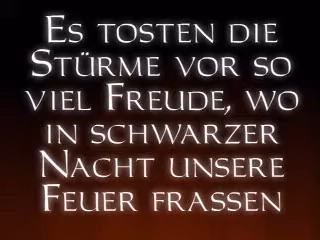 Es tosten die
Stürme vor so
viel Freude, wo
in schwarzer
Nacht unsere
Feuer frassen